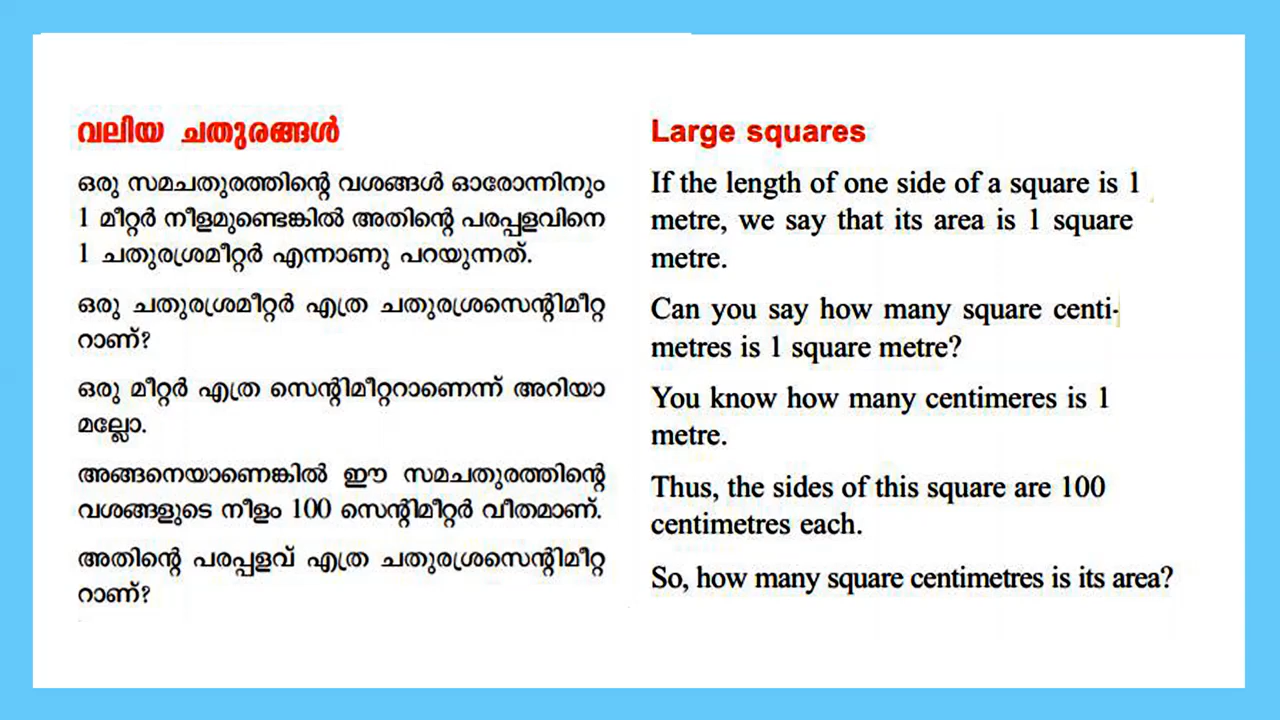 വലിയ ചതുരങ്ങൾ
ഒരു സമചതുരത്തിന്റെ വശങ്ങൾ ഓരോന്നിനും
1 മീറ്റർ നീളമുണ്ടെങ്കിൽ അതിന്റെ പരപ്പളവിനെ
1 ചതുരശ്രമീറ്റർ എന്നാണു പറയുന്നത്.
ഒരു ചതുരശ്രമീറ്റർ എത്ര ചതുരശ്രസെന്റിമീറ്റ
റാണ്?
ഒരു മീറ്റർ എത്ര സെന്റിമീറ്ററാണെന്ന് അറിയാ
മല്ലോ.
അങ്ങനെയാണെങ്കിൽ ഈ സമചതുരത്തിന്റെ
വശങ്ങളുടെ നീളം 100 സെന്റിമീറ്റർ വീതമാണ്.
അതിന്റെ പരപ്പളവ് എത്ര ചതുരശ്രസെന്റിമീറ്റ
റാണ്?
Large squares
If the length of one side of a square is 1
metre, we say that its area is 1 square
metre.
Can you say how many square centi-
metres is 1 square metre?
You know how many centimeres is 1
metre.
Thus, the sides of this square are 100
centimetres each.
So, how many square centimetres is its area?